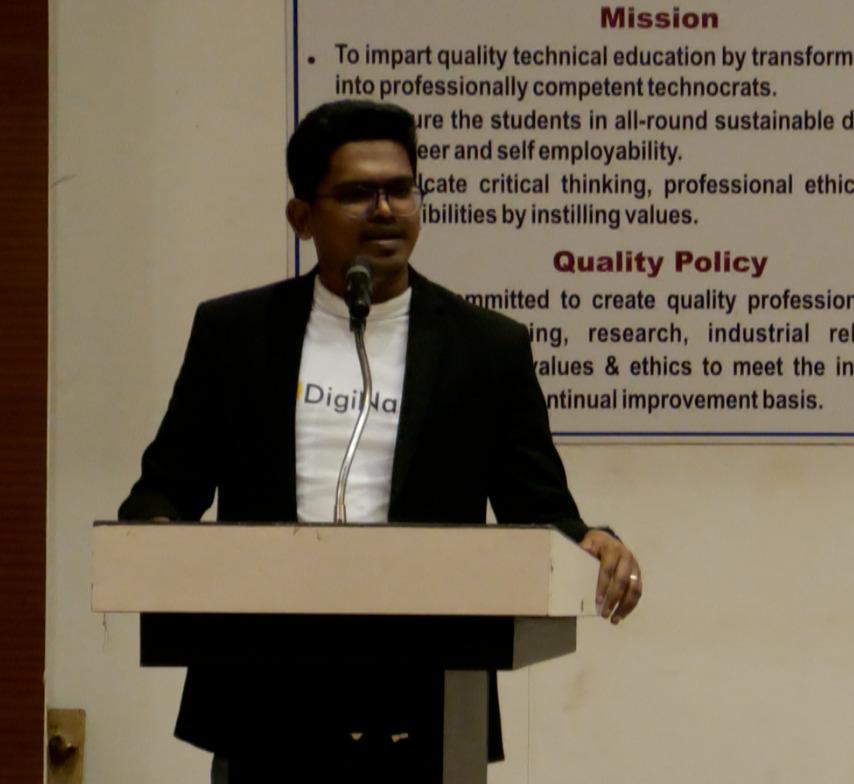 Mission
• To impart quality technical education by transform
into professionally competent technocrats.
ure the students in all-round sustainable d
eer and self employability.
lcate critical thinking, professional ethic
ibilities by instilling values.
Quality Policy
mmitted to create quality profession
ing, research, industrial rel
values & ethics to meet the in
ntinual improvement basis.
DigiNa